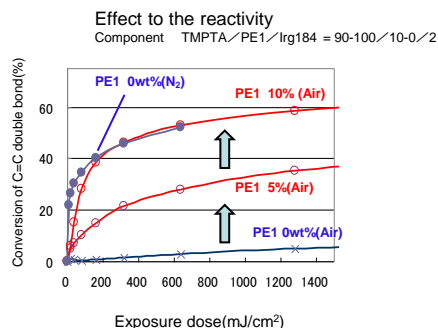 Effect to the reactivity
Component TMPTA／PE1／Irg184 = 90-100／10-0／2
PE1 0wt%(N₂)
PE1 10% (Air)
PE1 5%(Air)
PE1 0wt%(Air)
Conversion of C=C double bond(%)
60
40
20
0
0 200 400 600 800 1000 1200 1400
Exposure dose(mJ/cm²)